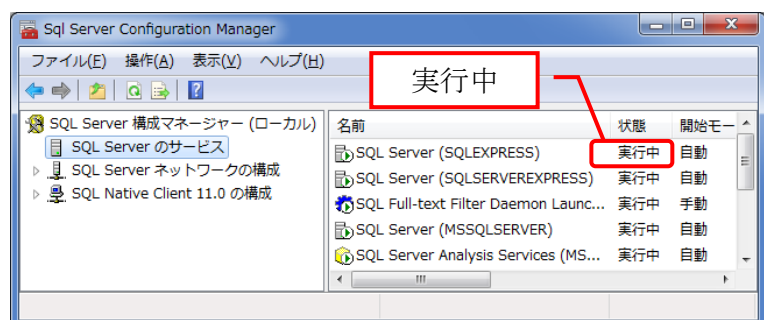 Sql Server Configuration Manager
ファイル(F) 操作(A) 表示(V) ヘルプ(H)
実行中
SQL Server 構成マネージャー (ローカル)
SQL Server のサービス
SQL Server ネットワークの構成
SQL Native Client 11.0 の構成
名前 状態 開始モー
SQL Server (SQLEXPRESS) 実行中 自動
SQL Server (SQLSERVEREXPRESS) 実行中 自動
SQL Full-text Filter Daemon Launc... 実行中 手動
SQL Server (MSSQLSERVER) 実行中 自動
SQL Server Analysis Services (MS... 実行中 自動